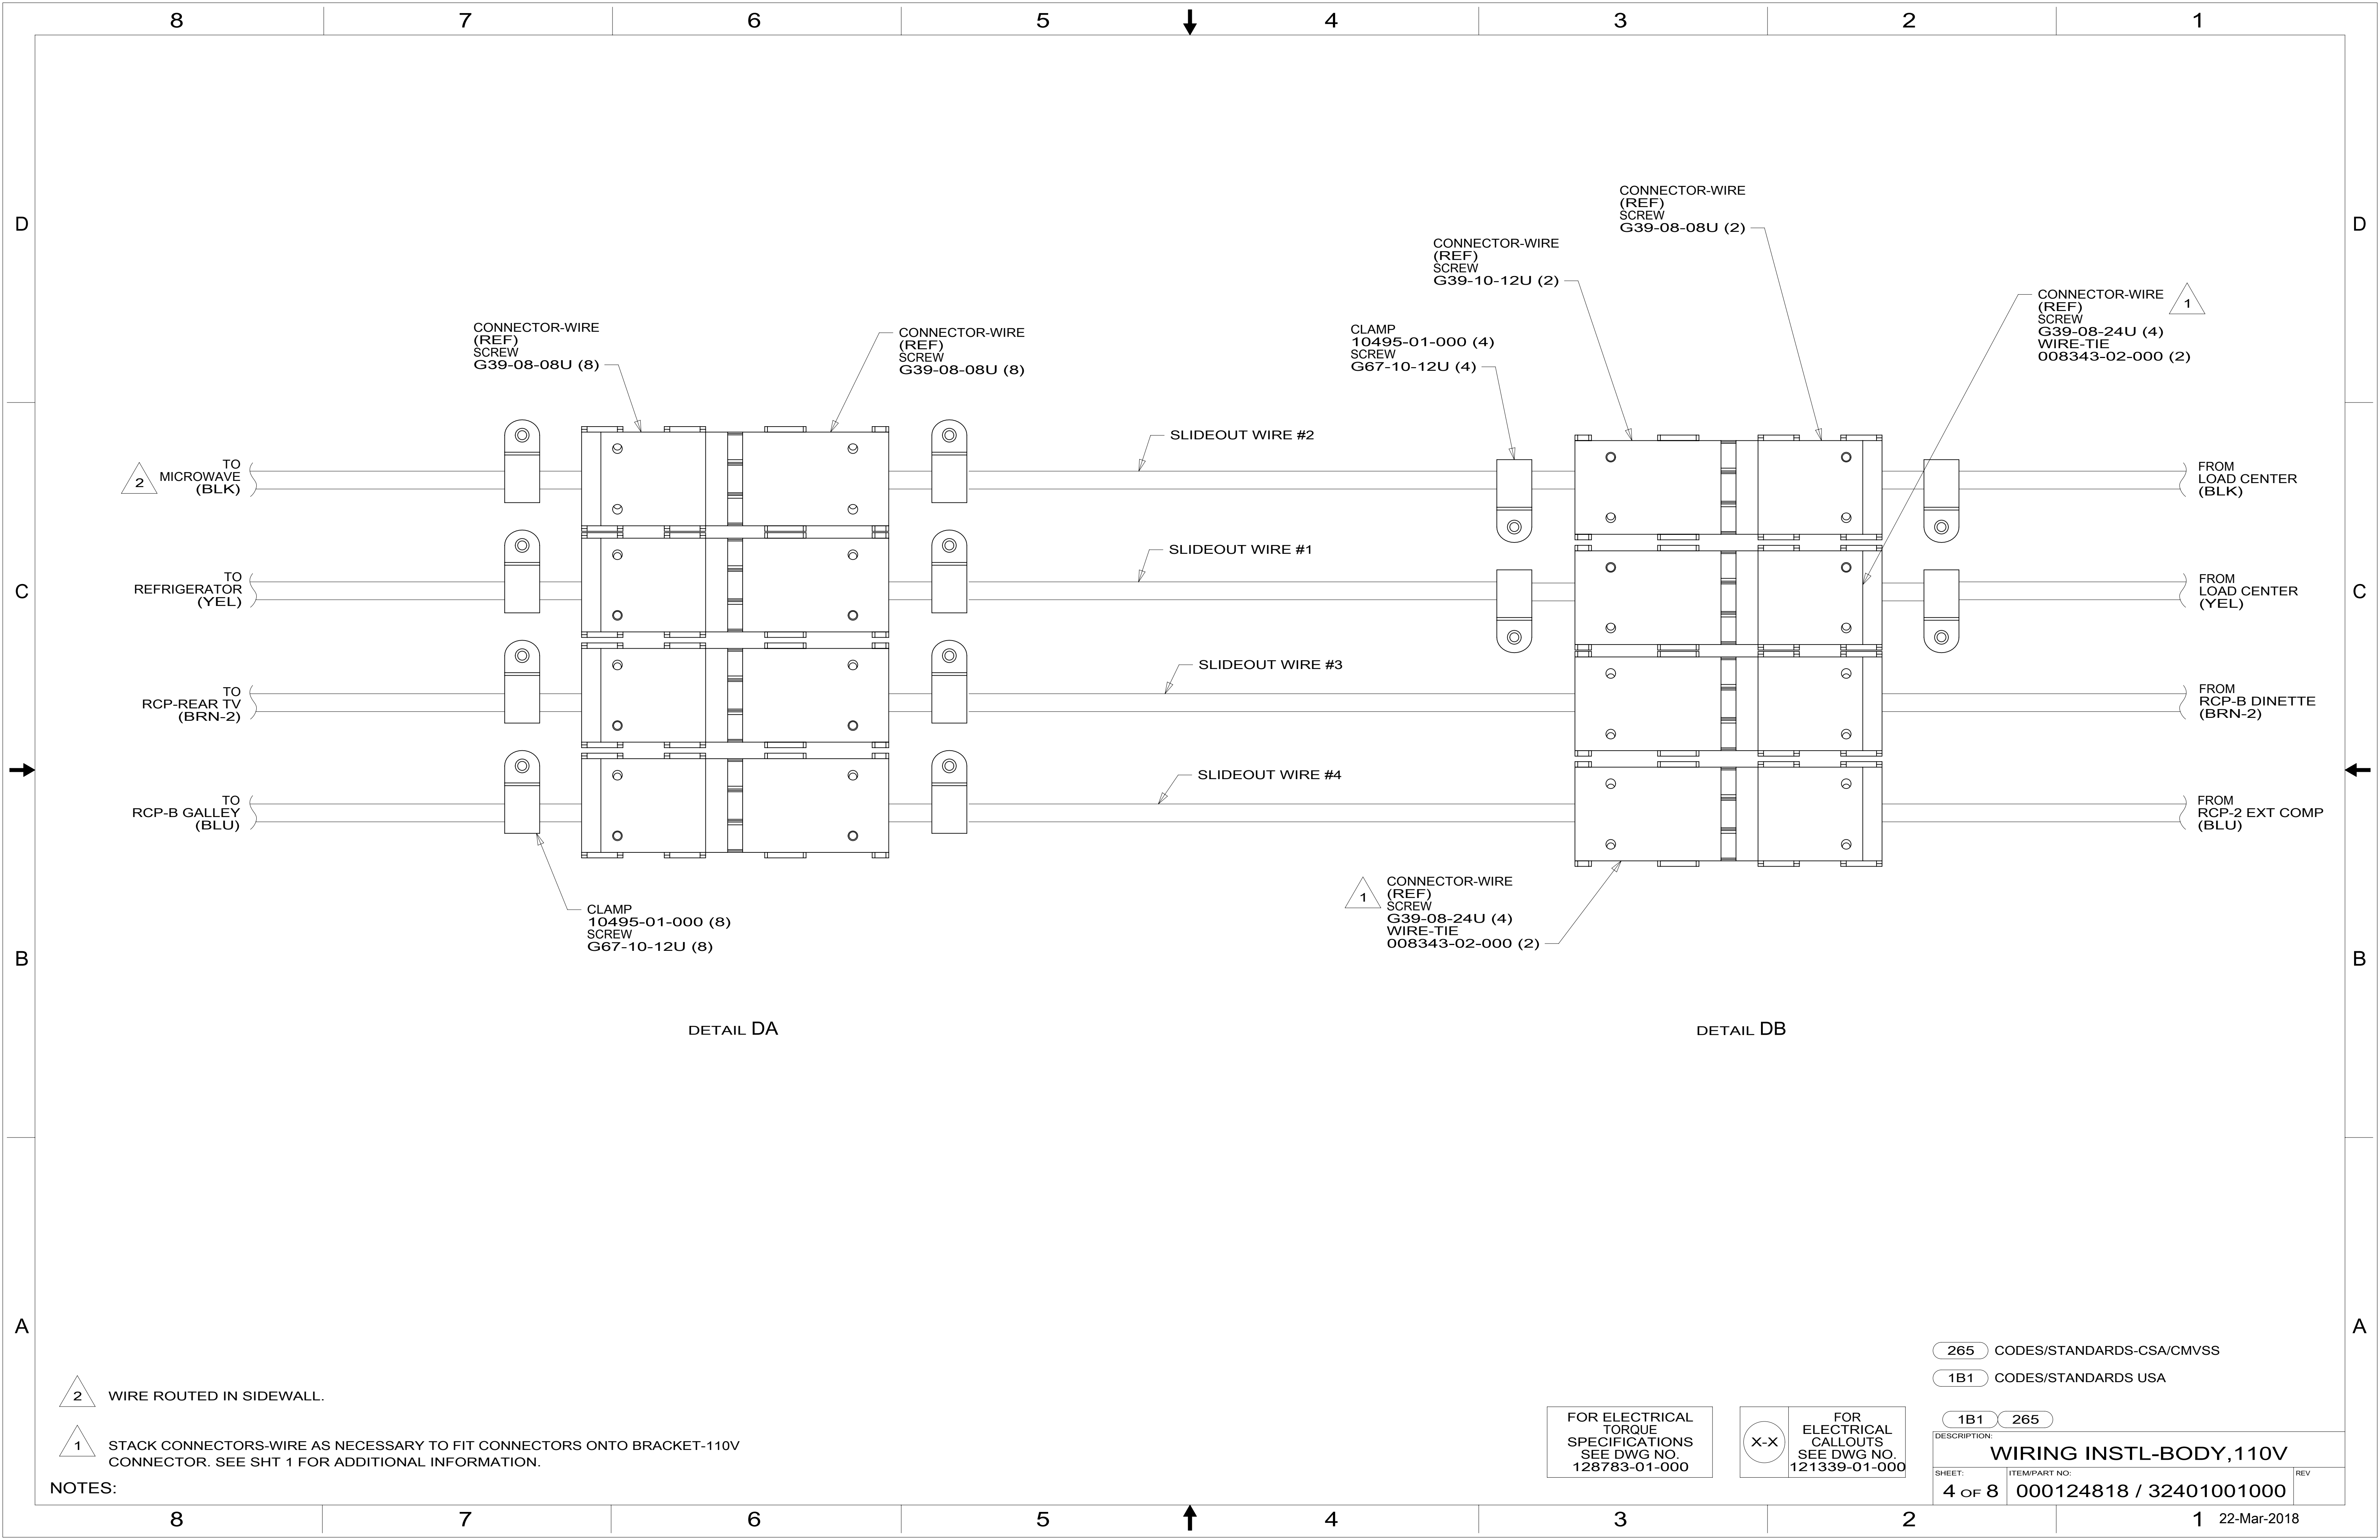 8 7 6 5 4 3 2 1
D
D
CONNECTOR-WIRE
(REF)
SCREW
G39-08-08U (2)
CONNECTOR-WIRE
(REF)
SCREW
G39-10-12U (2)
CONNECTOR-WIRE
(REF)
SCREW
G39-08-24U (4)
WIRE-TIE
008343-02-000 (2)
1
CONNECTOR-WIRE
(REF)
SCREW
G39-08-08U (8)
CONNECTOR-WIRE
(REF)
SCREW
G39-08-08U (8)
CLAMP
10495-01-000 (4)
SCREW
G67-10-12U (4)
2
TO
MICROWAVE
(BLK)
SLIDEOUT WIRE #2
FROM
LOAD CENTER
(BLK)
C
C
TO
REFRIGERATOR
(YEL)
SLIDEOUT WIRE #1
FROM
LOAD CENTER
(YEL)
TO
RCP-REAR TV
(BRN-2)
SLIDEOUT WIRE #3
FROM
RCP-B DINETTE
(BRN-2)
TO
RCP-B GALLEY
(BLU)
SLIDEOUT WIRE #4
FROM
RCP-2 EXT COMP
(BLU)
CLAMP
10495-01-000 (8)
SCREW
G67-10-12U (8)
1
CONNECTOR-WIRE
(REF)
SCREW
G39-08-24U (4)
WIRE-TIE
008343-02-000 (2)
B
B
DETAIL DA
DETAIL DB
A
A
265 CODES/STANDARDS-CSA/CMVSS
1B1 CODES/STANDARDS USA
2 WIRE ROUTED IN SIDEWALL.
1 STACK CONNECTORS-WIRE AS NECESSARY TO FIT CONNECTORS ONTO BRACKET-110V
CONNECTOR. SEE SHT 1 FOR ADDITIONAL INFORMATION.
NOTES:
FOR ELECTRICAL
TORQUE
SPECIFICATIONS
SEE DWG NO.
128783-01-000
X-X
FOR
ELECTRICAL
CALLOUTS
SEE DWG NO.
121339-01-000
1B1 265
DESCRIPTION:
WIRING INSTL-BODY,110V
SHEET:
4 OF 8
ITEM/PART NO:
000124818 / 32401001000
REV
8 7 6 5 4 3 2 1
22-Mar-2018